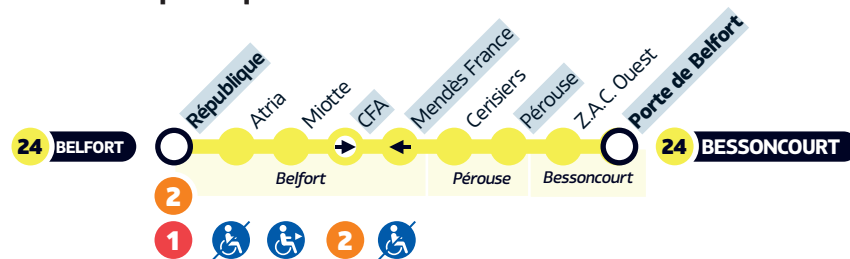 République
Atria
Miotte
CFA
Mendès France
Cerisiers
Pérouse
Z.A.C. Ouest
Porte de Belfort
24 BELFORT
24 BESSONCOURT
Belfort
Pérouse
Bessoncourt
2
1
2